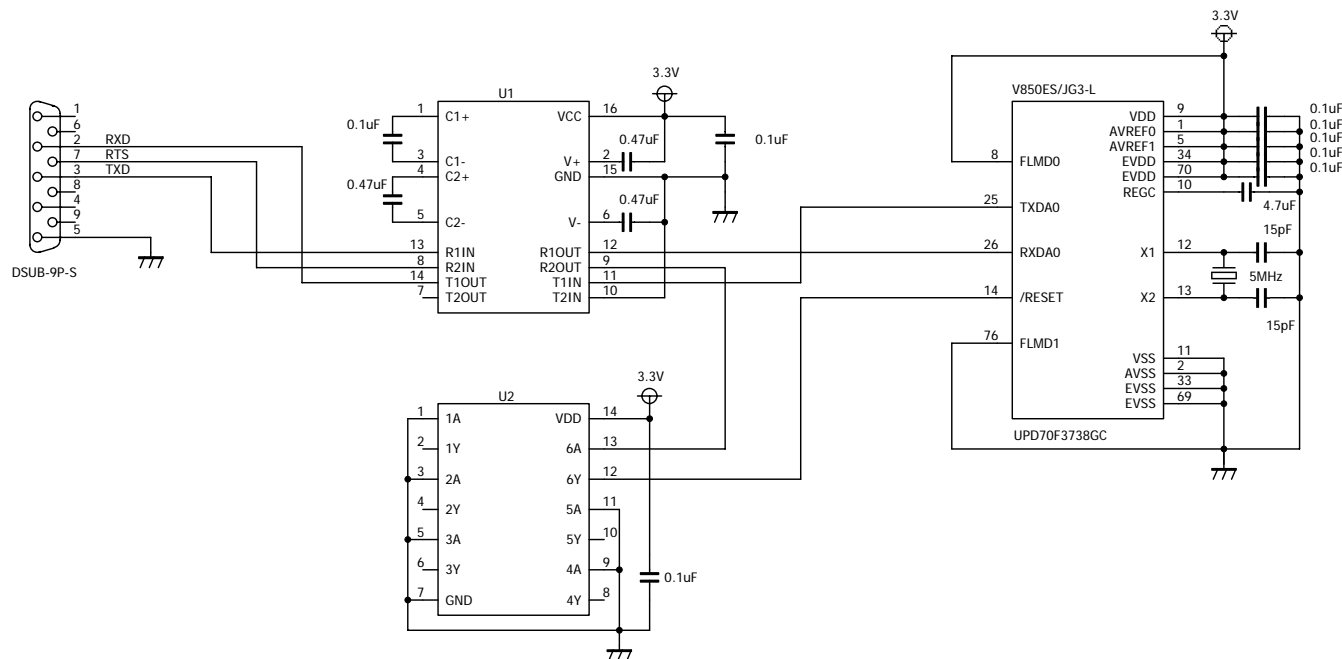 DSUB-9P-S
1
6
2 RXD
7 RTS
3 TXD
8
4
9
5
U1
1 C1+
3 C1-
4 C2+
5 C2-
13 R1IN
8 R2IN
14 T1OUT
7 T2OUT
VCC 16
V+ 2
GND 15
V- 6
R1OUT 12
R2OUT 9
T1IN 11
T2IN 10
0.1uF
0.47uF
3.3V
0.47uF
0.1uF
0.47uF
U2
1 1A
2 1Y
3 2A
4 2Y
5 3A
6 3Y
7 GND
VDD 14
6A 13
6Y 12
5A 11
5Y 10
4A 9
4Y 8
3.3V
0.1uF
V850ES/JG3-L
8 FLMD0
25 TXDA0
26 RXDA0
14 /RESET
76 FLMD1
VDD 9
AVREF0 1
AVREF1 5
EVDD 34
EVDD 70
REGC 10
X1 12
X2 13
VSS 11
AVSS 2
EVSS 33
EVSS 69
UPD70F3738GC
3.3V
0.1uF
0.1uF
0.1uF
0.1uF
0.1uF
4.7uF
15pF
5MHz
15pF